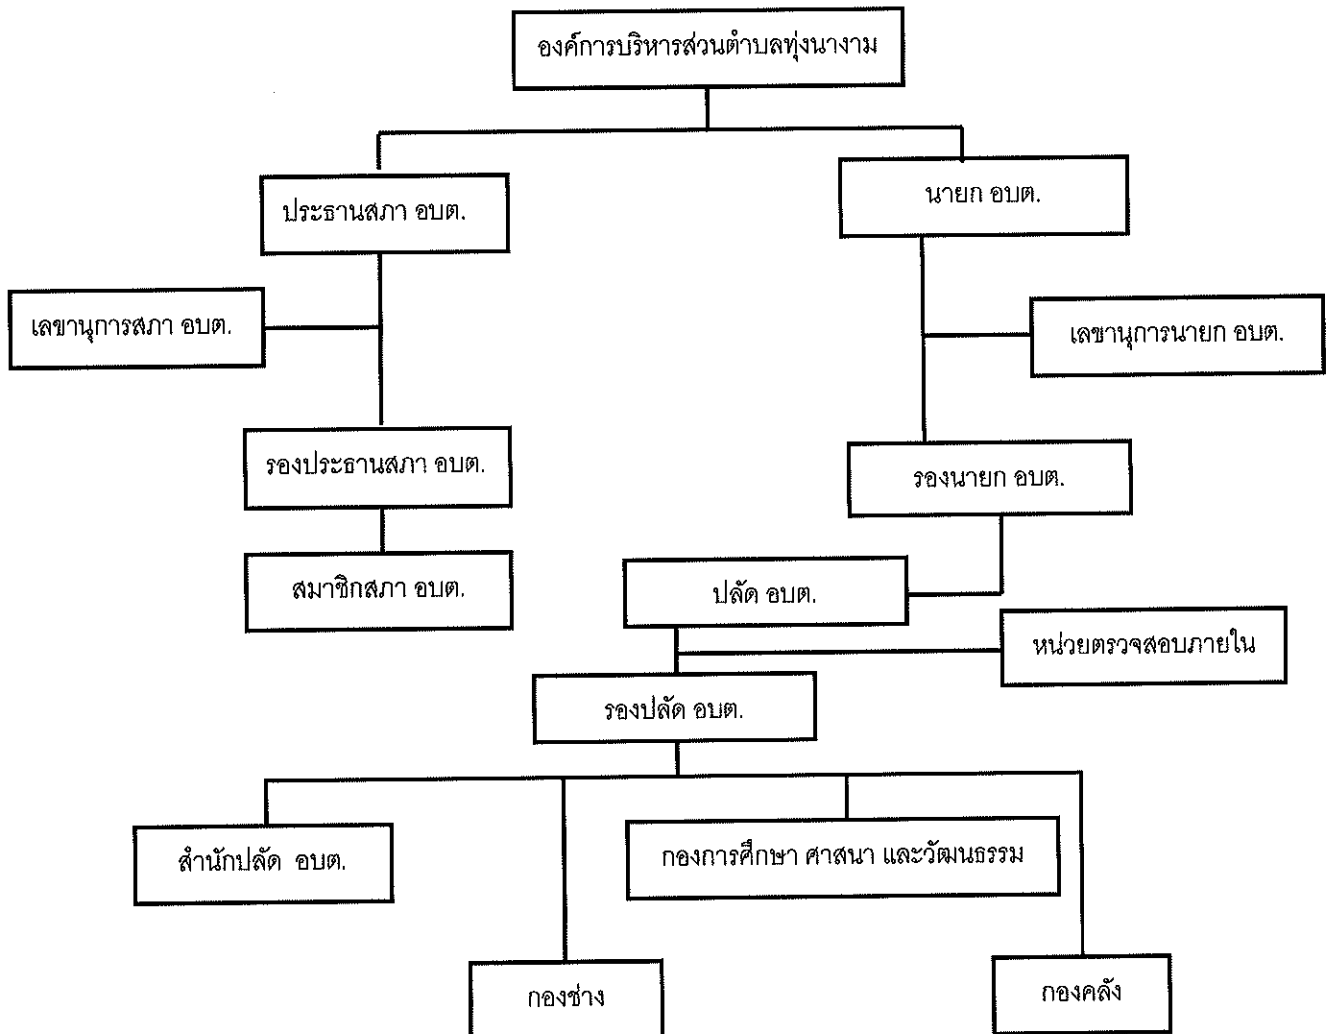 องค์การบริหารส่วนตำบลทุ่งนางาม
ประธานสภา อบต.
นายก อบต.
เลขานุการสภา อบต.
เลขานุการนายก อบต.
รองประธานสภา อบต.
รองนายก อบต.
สมาชิกสภา อบต.
ปลัด อบต.
หน่วยตรวจสอบภายใน
รองปลัด อบต.
สำนักปลัด อบต.
กองการศึกษา ศาสนา และวัฒนธรรม
กองช่าง
กองคลัง